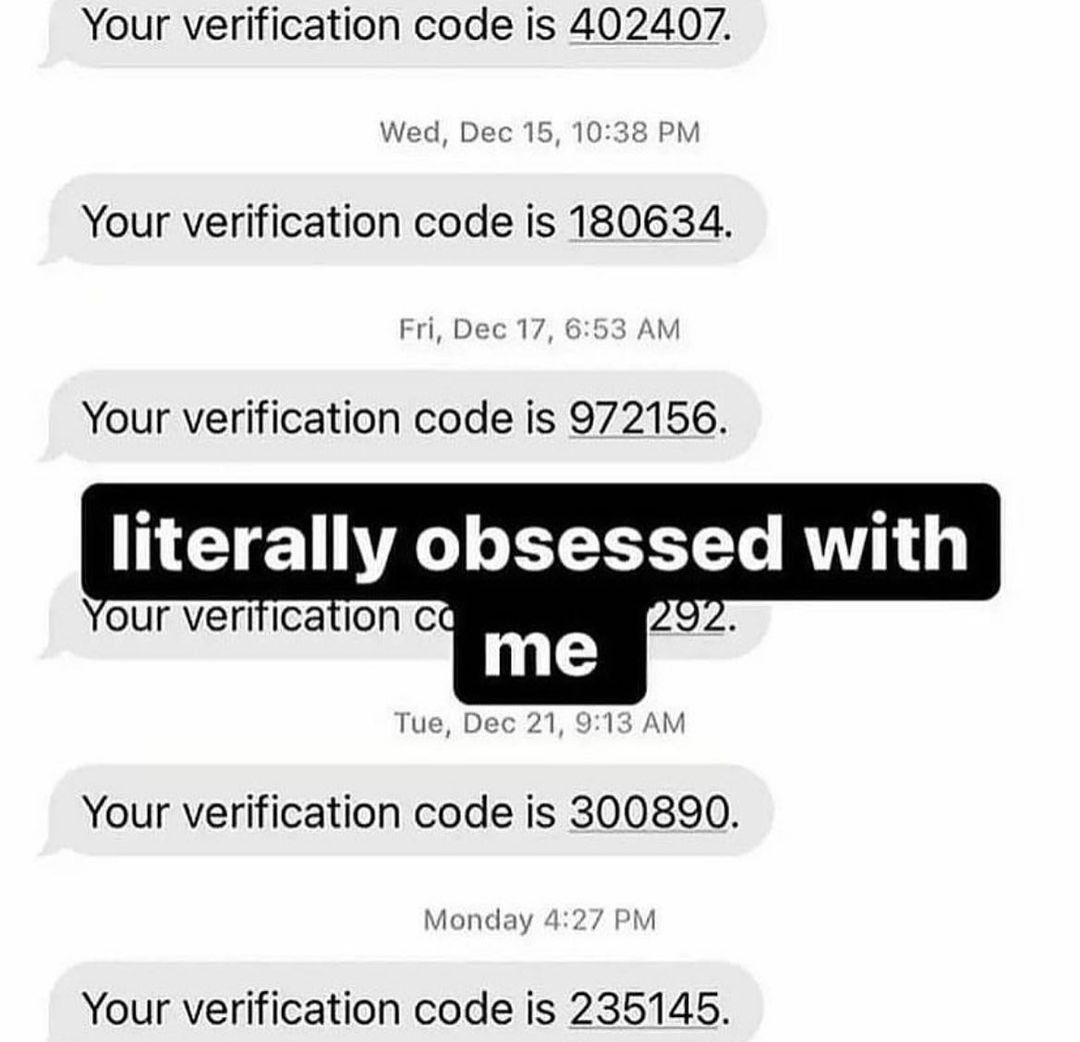 Your verification code is 402407.
Wed, Dec 15, 10:38 PM
Your verification code is 180634.
Fri, Dec 17, 6:53 AM
Your verification code is 972156.
literally obsessed with
me
Your verification 292.
Tue, Dec 21, 9:13 AM
Your verification code is 300890.
Monday 4:27 PM
Your verification code is 235145.